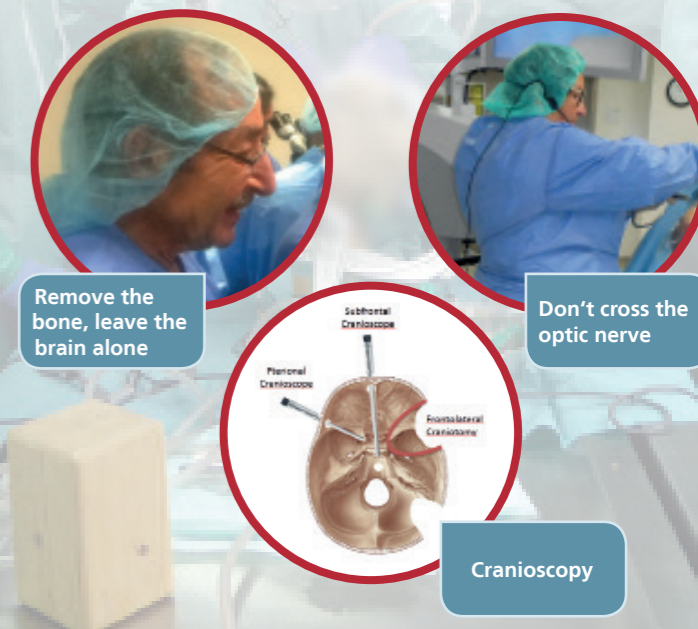 Remove the
bone, leave the
brain alone
Don't cross the
optic nerve
Subfrontal
Cranioscope
Pterional
Cranioscope
Frontolateral
Craniotomy
Cranioscopy